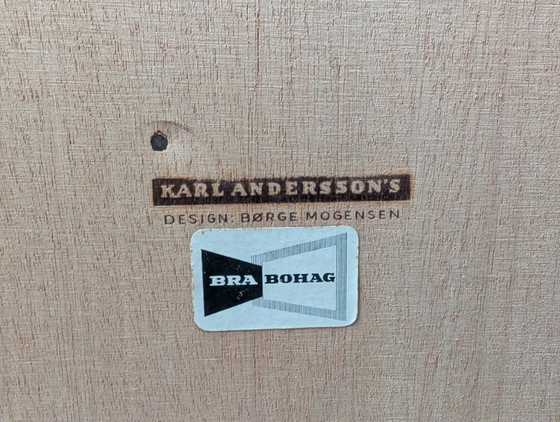 KARL ANDERSSON'S
DESIGN: BØRGE MOGENSEN
BRA BOHAG